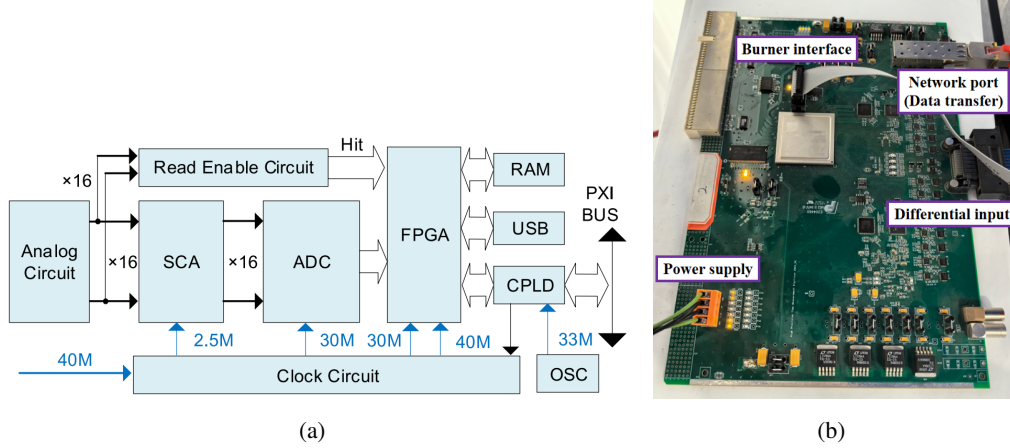 Read Enable Circuit
Hit
×16
Analog
Circuit
×16
SCA
×16
ADC
FPGA
RAM
USB
CPLD
PXI
BUS
40M
2.5M
30M
30M
40M
33M
Clock Circuit
OSC
(a)
Burner interface
Network port
(Data transfer)
Differential input
Power supply
(b)